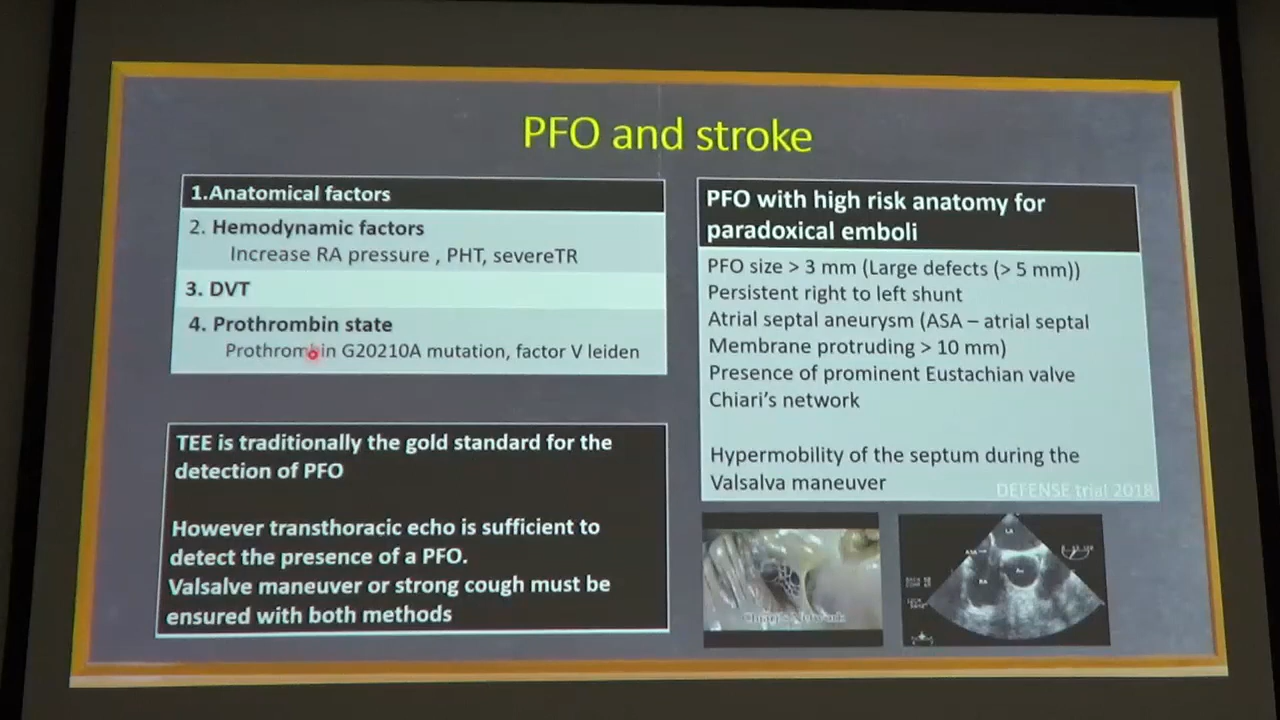 PFO and stroke
1.Anatomical factors
2. Hemodynamic factors
Increase RA pressure , PHT, severeTR
3. DVT
4. Prothrombin state
Prothrombin G20210A mutation, factor V leiden
TEE is traditionally the gold standard for the
detection of PFO
However transthoracic echo is sufficient to
detect the presence of a PFO.
Valsalve maneuver or strong cough must be
ensured with both methods
PFO with high risk anatomy for
paradoxical emboli
PFO size > 3 mm (Large defects (> 5 mm))
Persistent right to left shunt
Atrial septal aneurysm (ASA – atrial septal
Membrane protruding > 10 mm)
Presence of prominent Eustachian valve
Chiari's network
Hypermobility of the septum during the
Valsalva maneuver
DEFENSE trial 2018
Chiari's Network
LA
ASA
RA
Ao